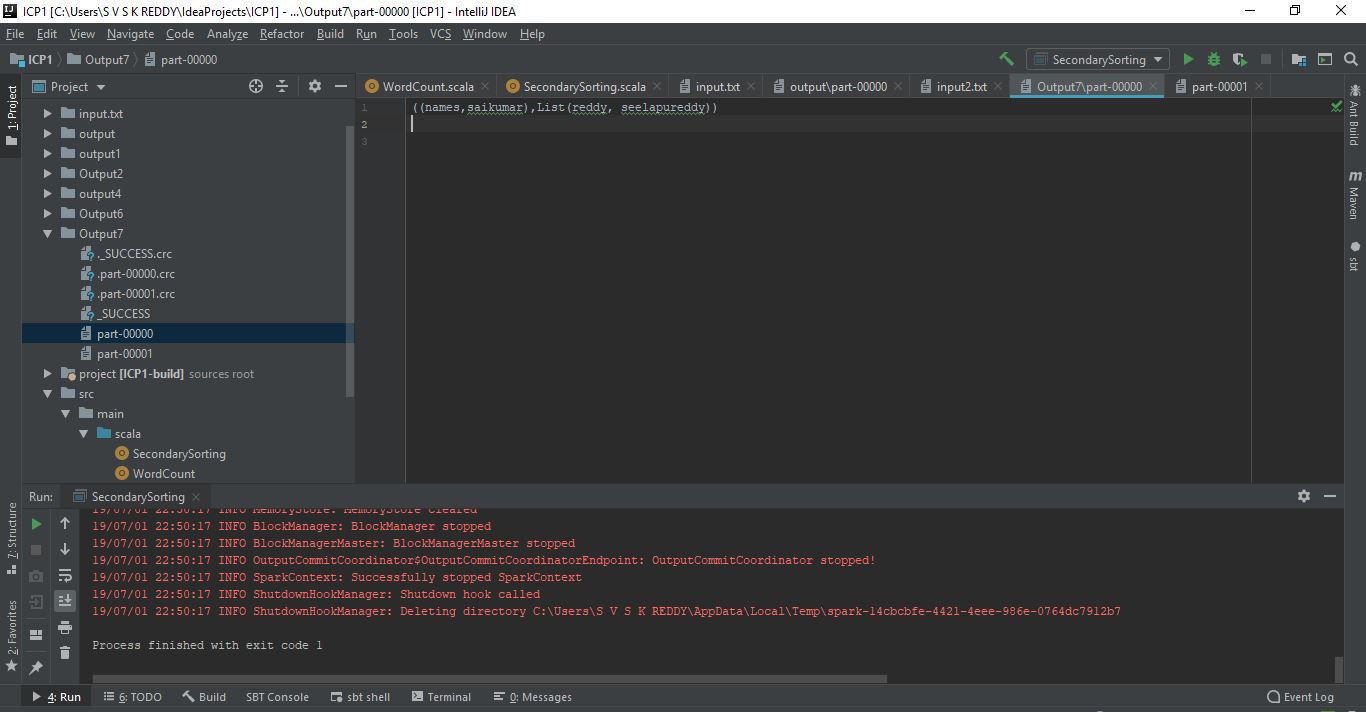 ICP1 [C:\Users\S V S K REDDY\IdeaProjects\ICP1] - ...\Output7\part-00000 [ICP1] - IntelliJ IDEA
File Edit View Navigate Code Analyze Refactor Build Run Tools VCS Window Help
ICP1 Output7 part-00000 SecondarySorting
Project WordCount.scala SecondarySorting.scala input.txt output\part-00000 input2.txt Output7\part-00000 part-00001
1: Project
Ant Build
Maven
sbt
input.txt
output
output1
Output2
output4
Output6
Output7
._SUCCESS.crc
.part-00000.crc
.part-00001.crc
_SUCCESS
part-00000
part-00001
project [ICP1-build] sources root
src
main
scala
SecondarySorting
WordCount
1 ((names,saikumar),List(reddy, seelapureddy))
2
3
Run: SecondarySorting
7: Structure
2: Favorites
19/07/01 22:50:17 INFO MemoryStore: MemoryStore cleared
19/07/01 22:50:17 INFO BlockManager: BlockManager stopped
19/07/01 22:50:17 INFO BlockManagerMaster: BlockManagerMaster stopped
19/07/01 22:50:17 INFO OutputCommitCoordinator$OutputCommitCoordinatorEndpoint: OutputCommitCoordinator stopped!
19/07/01 22:50:17 INFO SparkContext: Successfully stopped SparkContext
19/07/01 22:50:17 INFO ShutdownHookManager: Shutdown hook called
19/07/01 22:50:17 INFO ShutdownHookManager: Deleting directory C:\Users\S V S K REDDY\AppData\Local\Temp\spark-14cbcbfe-4421-4eee-986e-0764dc7912b7
Process finished with exit code 1
4: Run 6: TODO Build SBT Console sbt shell Terminal 0: Messages Event Log